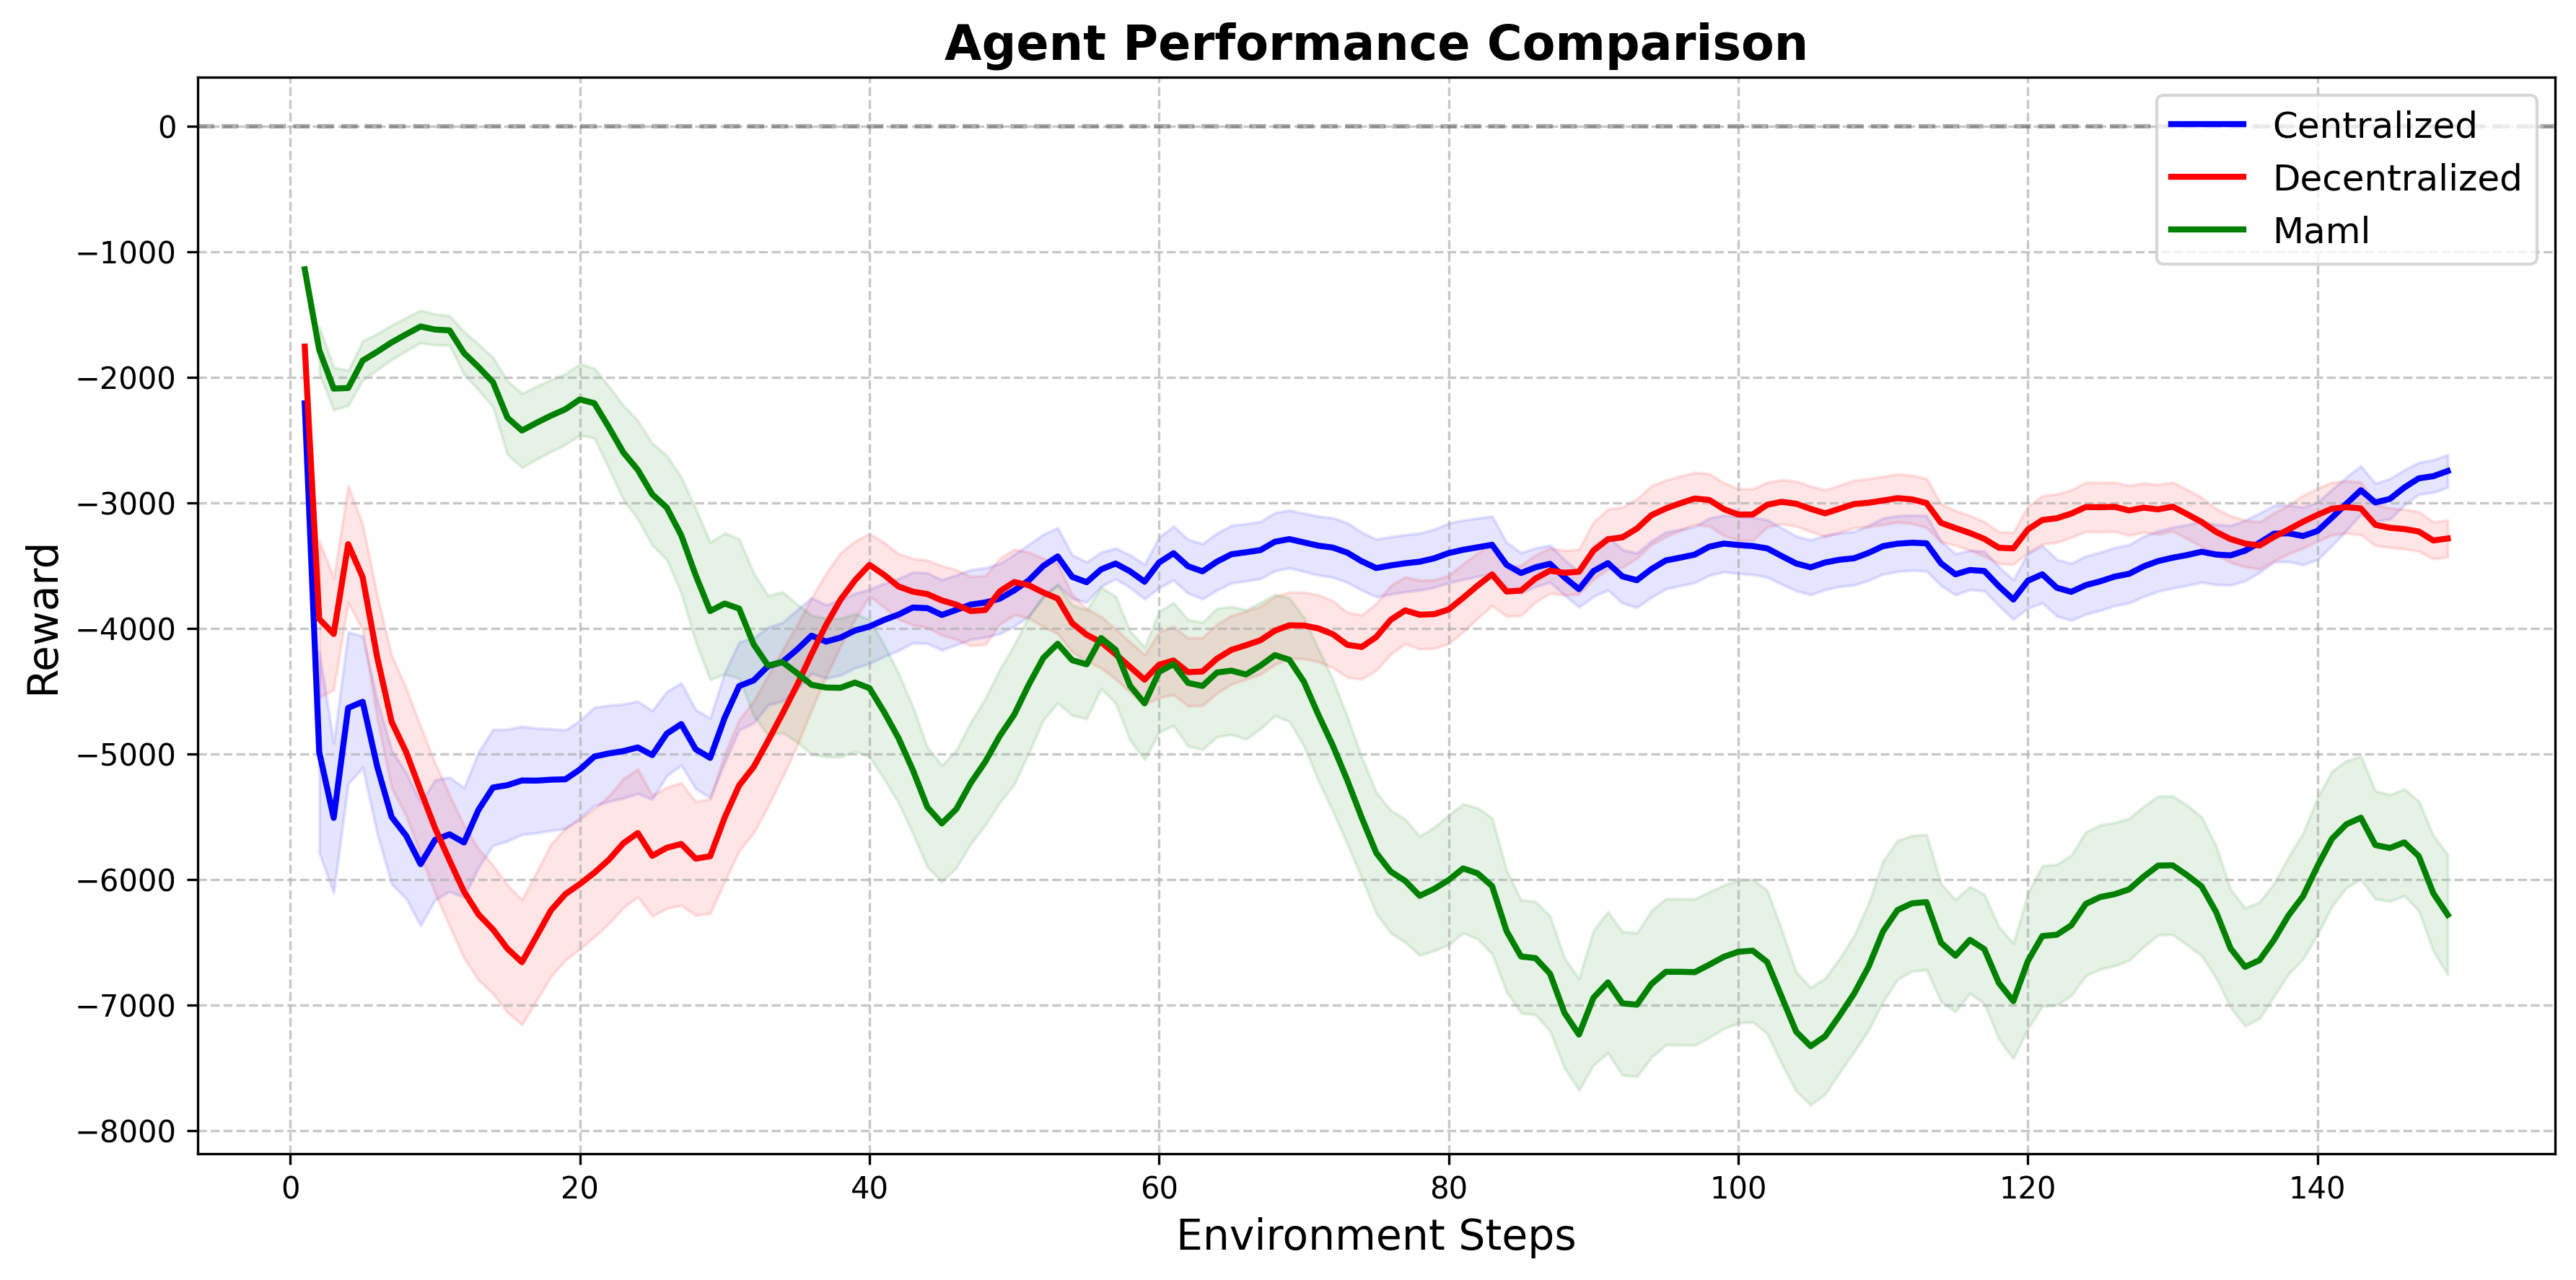 Agent Performance Comparison
0
−1000
−2000
−3000
−4000
−5000
−6000
−7000
−8000
Reward
Centralized
Decentralized
Maml
0 20 40 60 80 100 120 140
Environment Steps